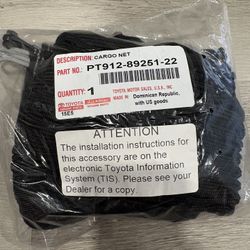 DESCRIPTION: CARGO NET
PART NO.: PT912-89251-22
QUANTITY:
1
TOYOTA MOTOR SALES, U.S.A., INC.
MADE IN: Dominican Republic,
with US goods
TOYOTA
15E5
ATTENTION
The installation instructions for
this accessory are on the
electronic Toyota Information
System (TIS). Please see your
Dealer for a copy.